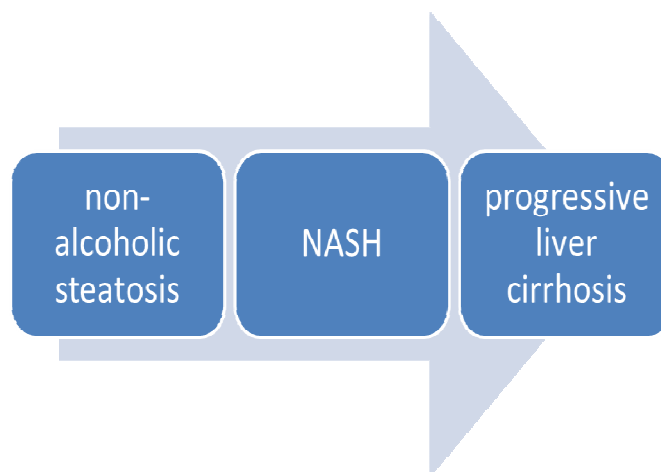 non-
alcoholic
steatosis
NASH
progressive
liver
cirrhosis